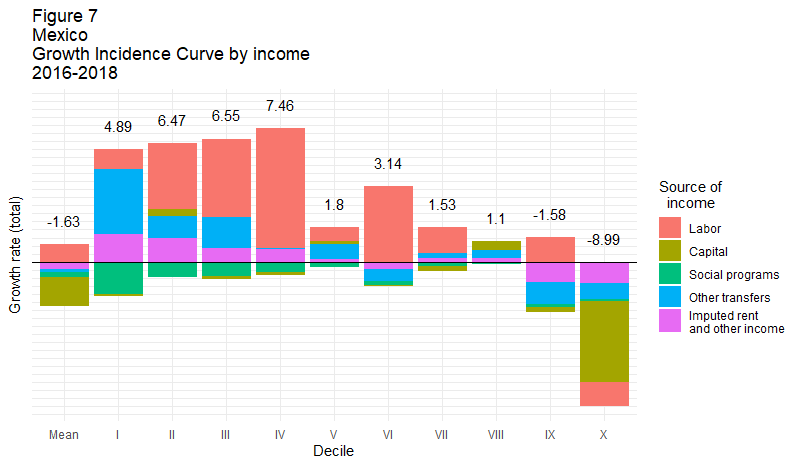 Figure 7
Mexico
Growth Incidence Curve by income
2016-2018
7.46
6.47
6.55
4.89
3.14
1.8
1.53
1.1
-1.63
-1.58
-8.99
Growth rate (total)
Mean I II III IV V VI VII VIII IX X
Decile
Source of
income
Labor
Capital
Social programs
Other transfers
Imputed rent
and other income